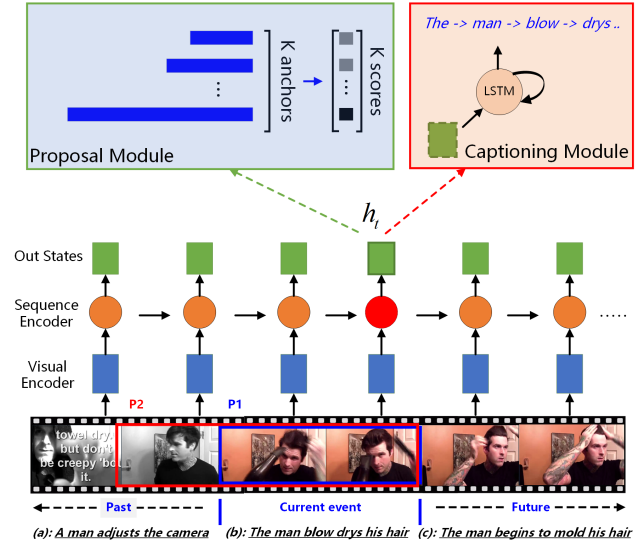 The -> man -> blow -> drys ..
K anchors
K scores
...
...
LSTM
Proposal Module
Captioning Module
h_t
Out States
Sequence
Encoder
.....
Visual
Encoder
P2
P1
towel dry.
but don't
be creepy 'bou
it.
Past
Current event
Future
(a): A man adjusts the camera
(b): The man blow drys his hair
(c): The man begins to mold his hair